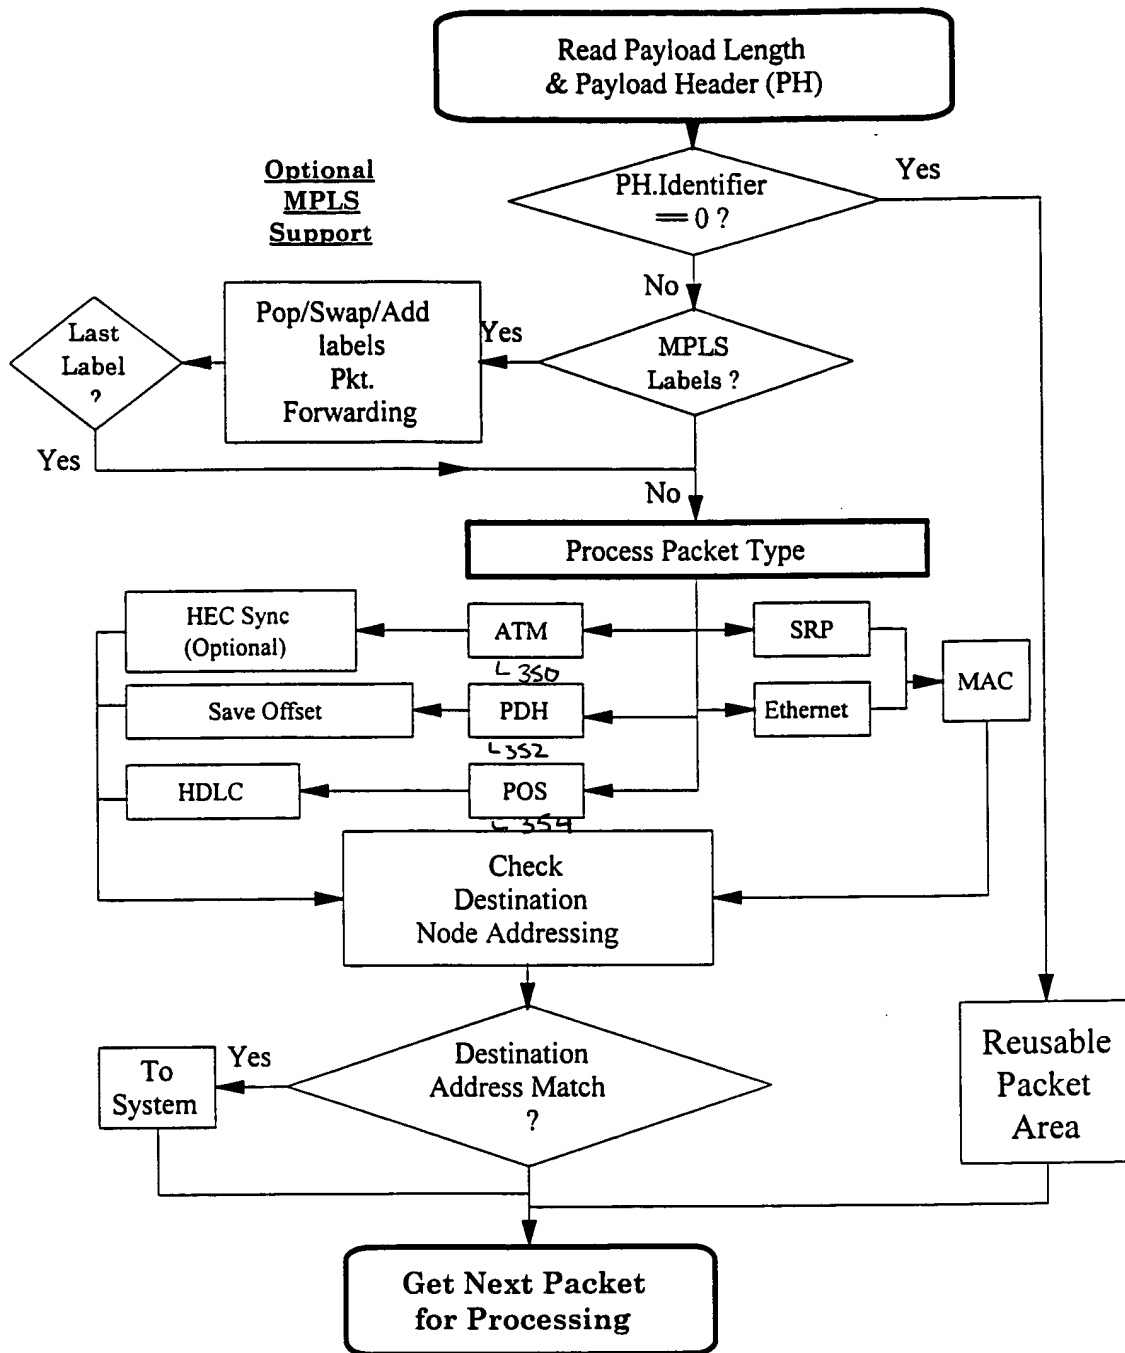 Read Payload Length
& Payload Header (PH)
Optional
MPLS
Support
PH.Identifier
== 0 ?
Yes
No
Last
Label
?
Pop/Swap/Add
labels
Pkt.
Forwarding
Yes
MPLS
Labels ?
Yes
No
Process Packet Type
HEC Sync
(Optional)
ATM
SRP
350
MAC
Save Offset
PDH
Ethernet
352
HDLC
POS
354
Check
Destination
Node Addressing
To
System
Yes
Destination
Address Match
?
Reusable
Packet
Area
Get Next Packet
for Processing